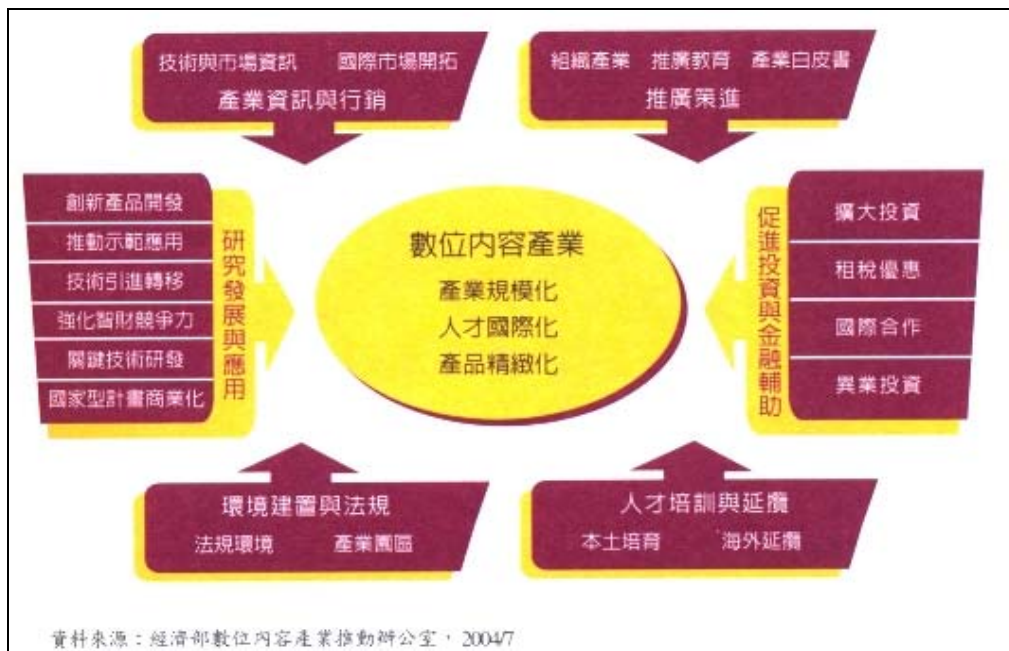 技術與市場資訊 國際市場開拓
產業資訊與行銷
組織產業 推廣教育 產業白皮書
推廣策進
創新產品開發
推動示範應用
技術引進轉移
強化智財競爭力
關鍵技術研發
國家型計畫商業化
研究發展與應用
數位內容產業
產業規模化
人才國際化
產品精緻化
促進投資與金融輔助
擴大投資
租稅優惠
國際合作
異業投資
環境建置與法規
法規環境 產業園區
人才培訓與延攬
本土培育 海外延攬
資料來源：經濟部數位內容產業推動辦公室，2004/7